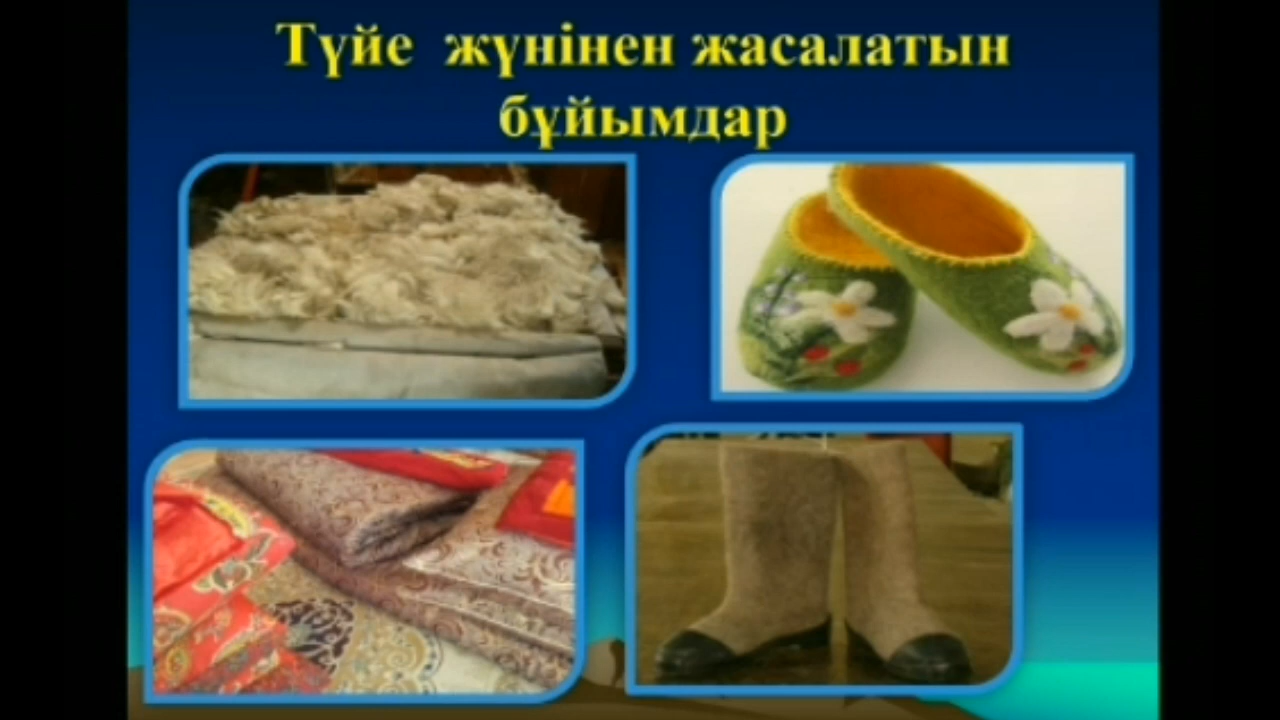 Түйе жүнінен жасалатын
бұйымдар